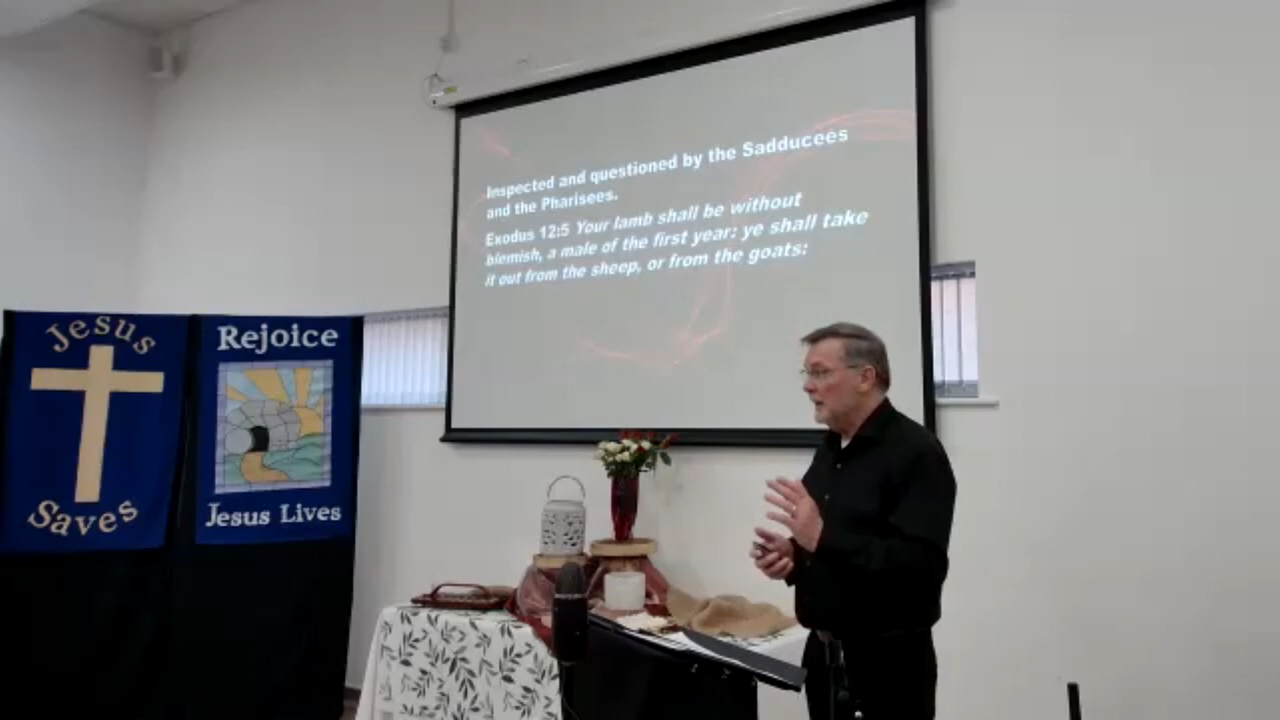 Inspected and questioned by the Sadducees
and the Pharisees.
Exodus 12:5 Your lamb shall be without
blemish, a male of the first year: ye shall take
it out from the sheep, or from the goats:
Jesus
Saves
Rejoice
Jesus Lives